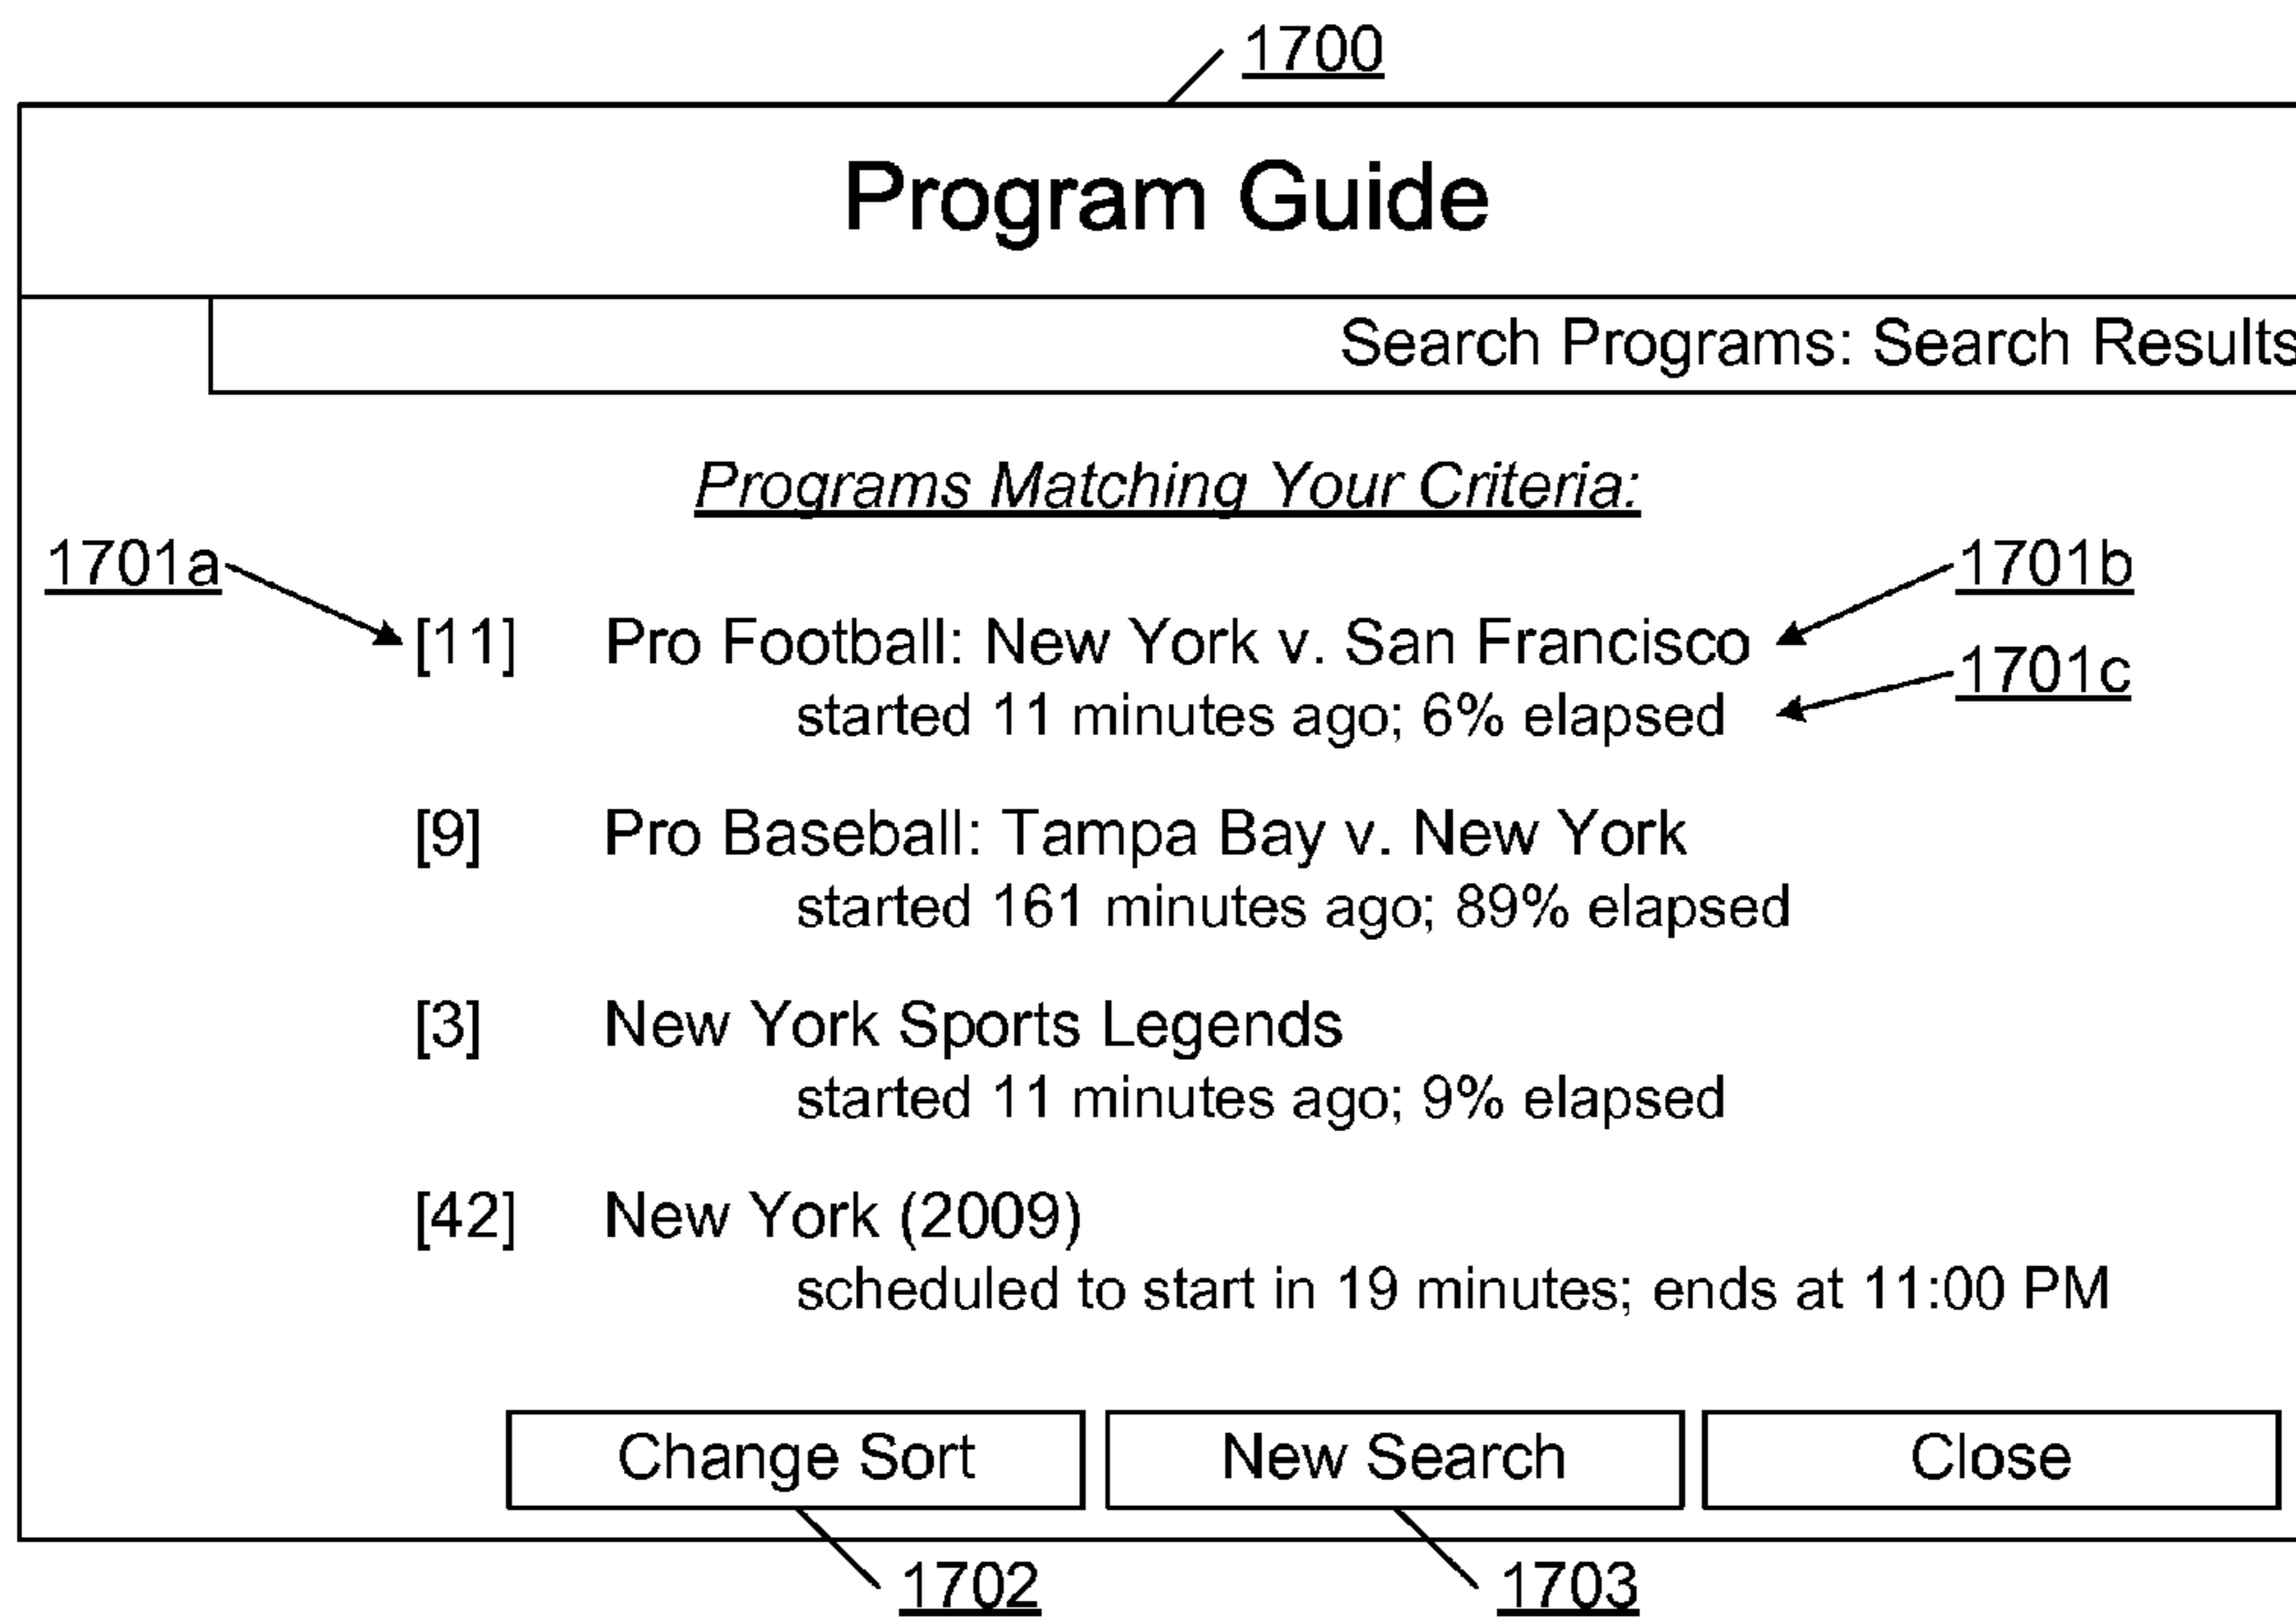 1700
Program Guide
Search Programs: Search Results
Programs Matching Your Criteria:
1701a
1701b
[11] Pro Football: New York v. San Francisco
1701c
started 11 minutes ago; 6% elapsed
[9] Pro Baseball: Tampa Bay v. New York
started 161 minutes ago; 89% elapsed
[3] New York Sports Legends
started 11 minutes ago; 9% elapsed
[42] New York (2009)
scheduled to start in 19 minutes; ends at 11:00 PM
Change Sort New Search Close
1702 1703